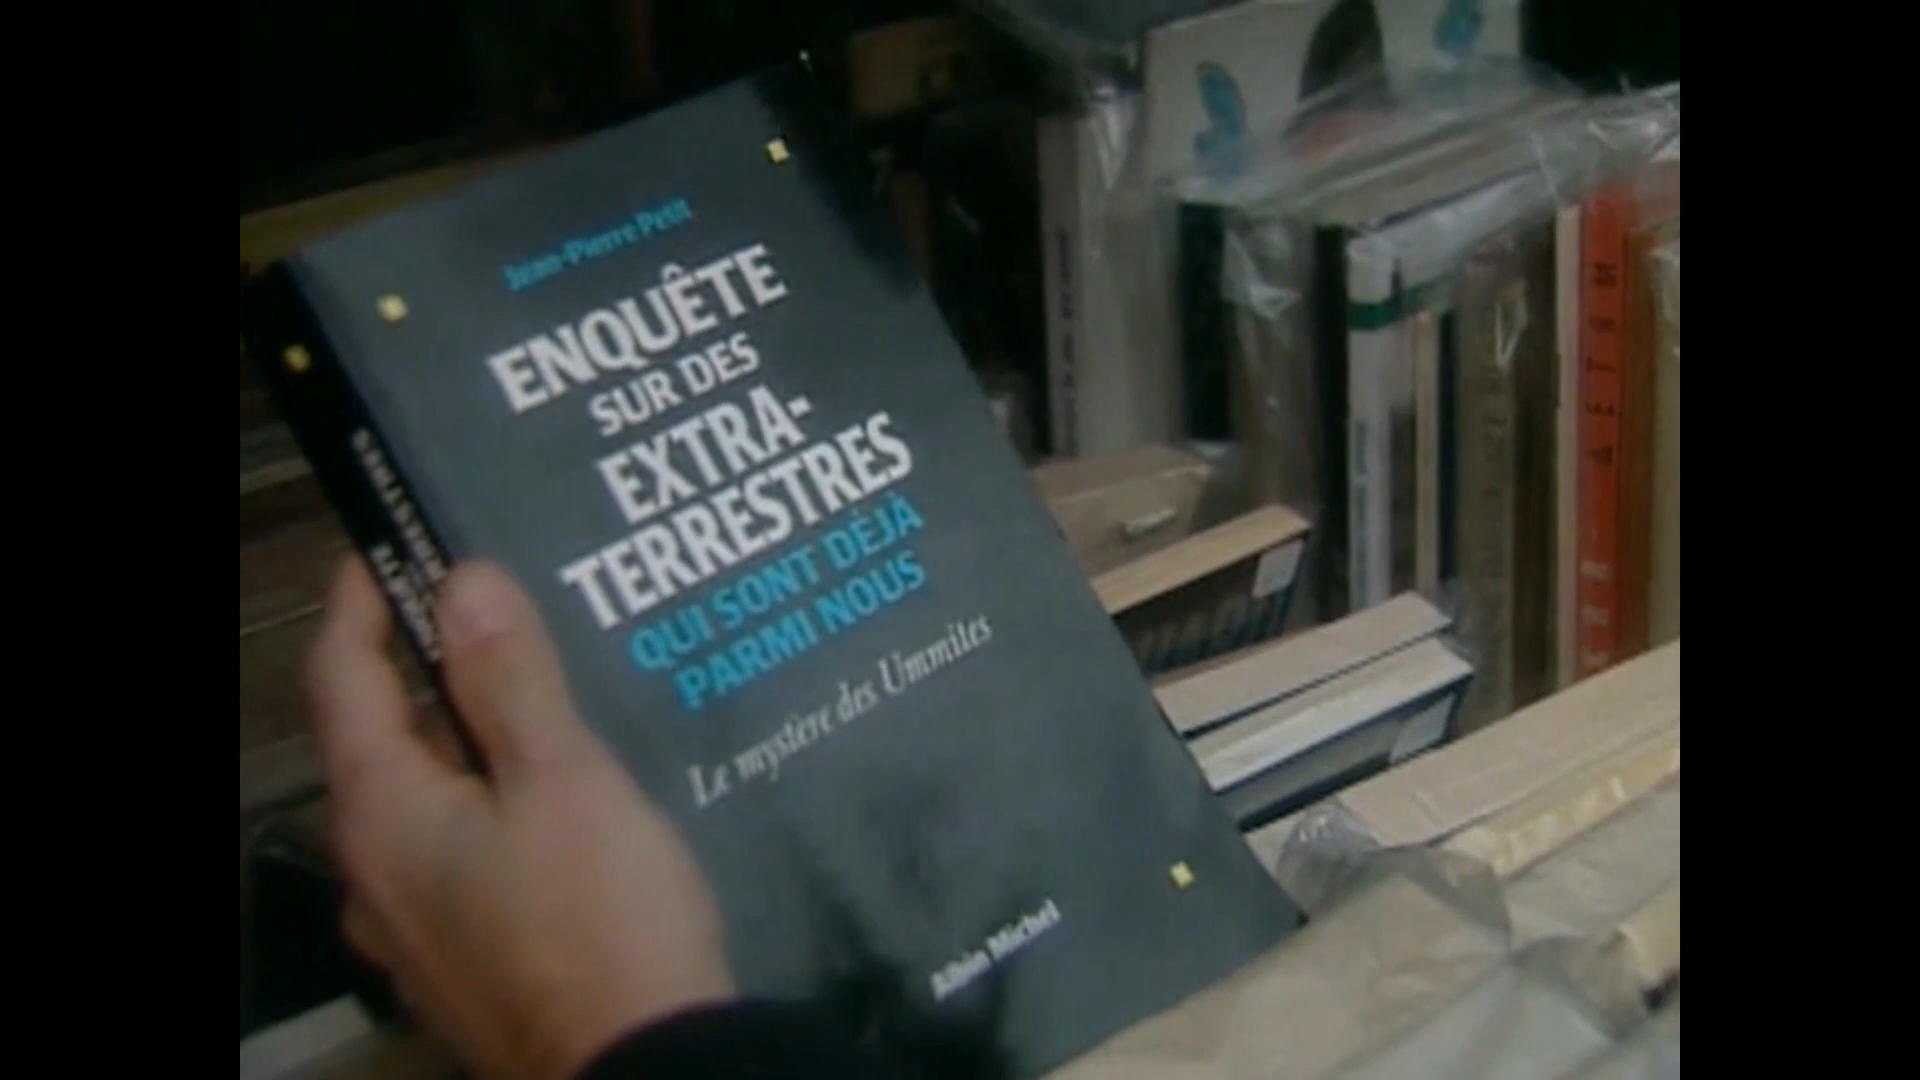 Jean-Pierre Petit
ENQUÊTE
SUR DES
EXTRA-
TERRESTRES
QUI SONT DÉJÀ
PARMI NOUS
Le mystère des Ummites
Albin Michel